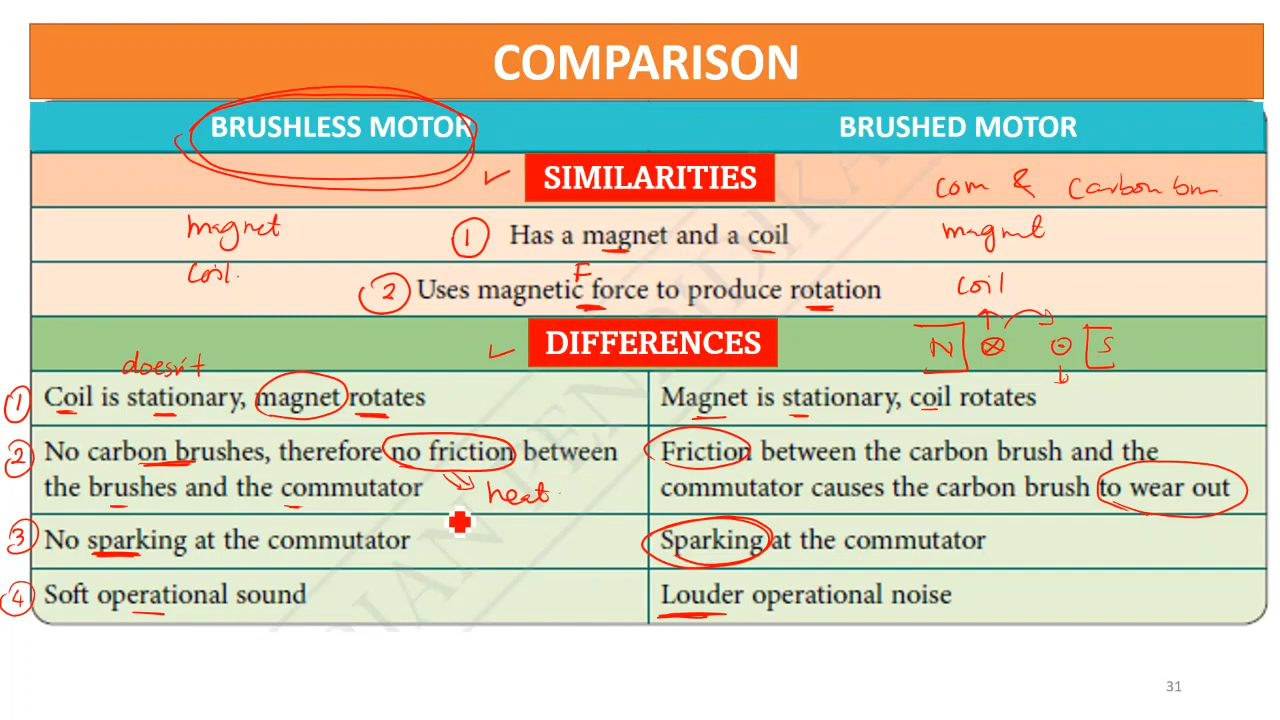 COMPARISON
BRUSHLESS MOTOR
BRUSHED MOTOR
SIMILARITIES
com & carbon
magnet
① Has a magnet and a coil
magnet
coil.
F
② Uses magnetic force to produce rotation
coil
DIFFERENCES
N ⊗ ⊙ S
doesn't
① Coil is stationary, magnet rotates
Magnet is stationary, coil rotates
② No carbon brushes, therefore no friction between
the brushes and the commutator
heat.
Friction between the carbon brush and the
commutator causes the carbon brush to wear out
③ No sparking at the commutator
Sparking at the commutator
④ Soft operational sound
Louder operational noise
31